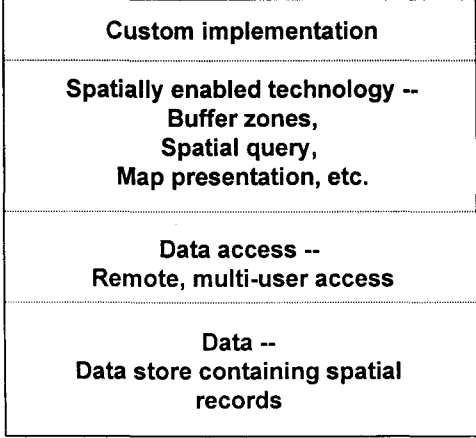 Custom implementation
Spatially enabled technology --
Buffer zones,
Spatial query,
Map presentation, etc.
Data access --
Remote, multi-user access
Data --
Data store containing spatial
records